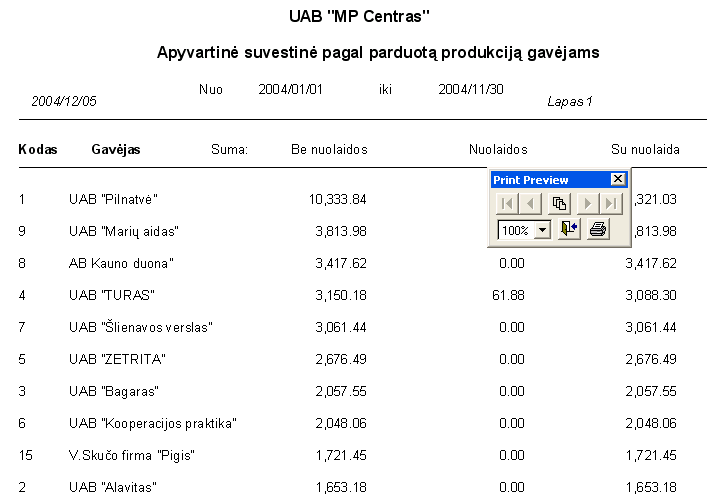 UAB "MP Centras"
Apyvartinė suvestinė pagal parduotą produkciją gavėjams
Nuo 2004/01/01 iki 2004/11/30
2004/12/05 Lapas 1
Kodas Gavėjas Suma: Be nuolaidos Nuolaidos Su nuolaida
Print Preview
1 UAB "Pilnatvė" 10,333.84 ,321.03
9 UAB "Marių aidas" 3,813.98 ,813.98
100%
8 AB Kauno duona" 3,417.62 0.00 3,417.62
4 UAB "TURAS" 3,150.18 61.88 3,088.30
7 UAB "Šlienavos verslas" 3,061.44 0.00 3,061.44
5 UAB "ZETRITA" 2,676.49 0.00 2,676.49
3 UAB "Bagaras" 2,057.55 0.00 2,057.55
6 UAB "Kooperacijos praktika" 2,048.06 0.00 2,048.06
15 V.Skučo firma "Pigis" 1,721.45 0.00 1,721.45
2 UAB "Alavitas" 1,653.18 0.00 1,653.18